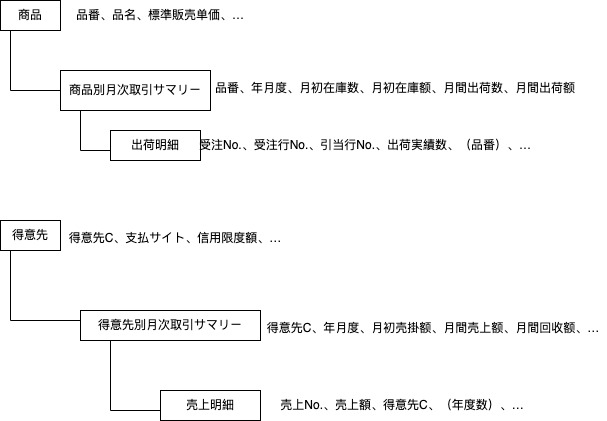 商品 品番、品名、標準販売単価、...
商品別月次取引サマリー 品番、年月度、月初在庫数、月初在庫額、月間出荷数、月間出荷額
出荷明細 受注No.、受注行No.、引当行No.、出荷実績数、（品番）、...
得意先 得意先C、支払サイト、信用限度額、...
得意先別月次取引サマリー 得意先C、年月度、月初売掛額、月間売上額、月間回収額、...
売上明細 売上No.、売上額、得意先C、（年度数）、...